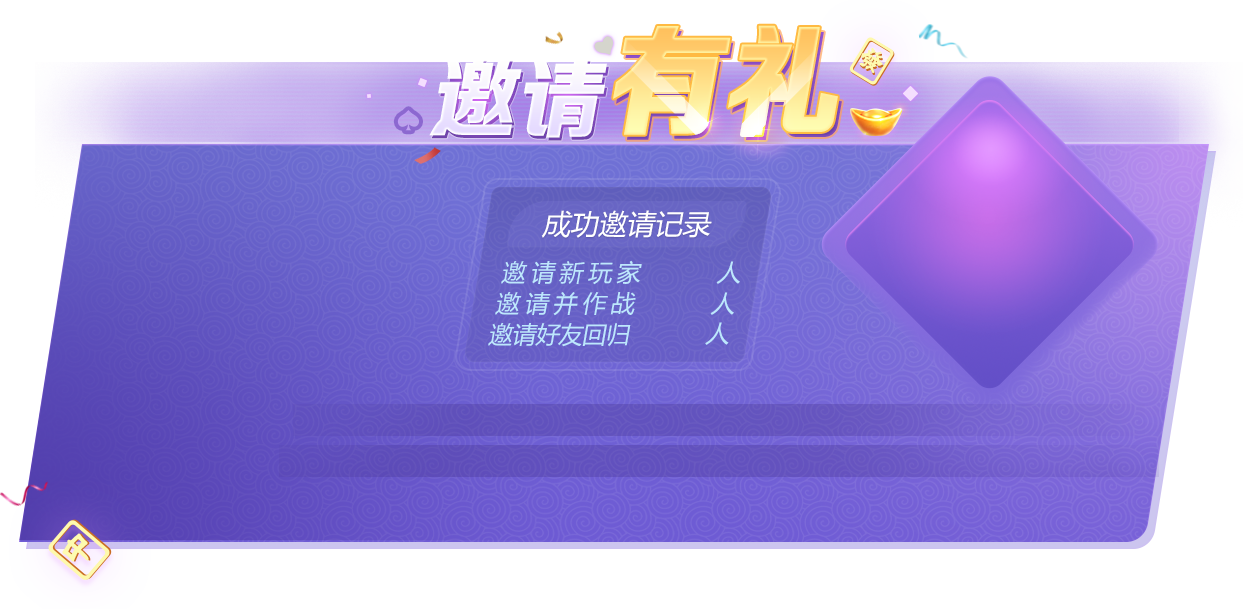 邀请有礼
發
成功邀请记录
邀请新玩家 人
邀请并作战 人
邀请好友回归 人